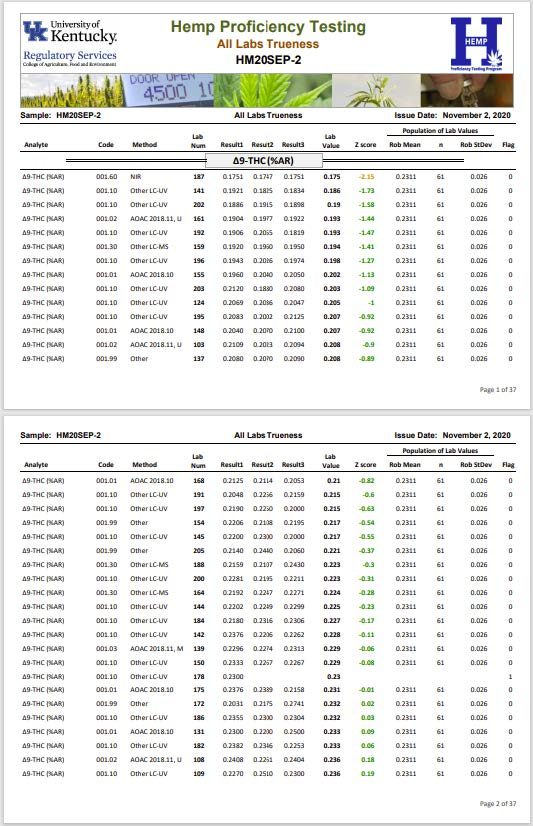 University of Kentucky.
Regulatory Services
College of Agriculture, Food and Environment
Hemp Proficiency Testing
All Labs Trueness
HM20SEP-2
HEMP
Proficiency Testing Program
DOOR OPEN
4500 10
Sample: HM20SEP-2 All Labs Trueness Issue Date: November 2, 2020
Population of Lab Values
Analyte Code Method Lab Num Result1 Result2 Result3 Lab Value Z score Rob Mean n Rob StDev Flag
Δ9-THC (%AR)
Δ9-THC (%AR) 001.60 NIR 187 0.1751 0.1747 0.1751 0.175 -2.15 0.2311 61 0.026 0
Δ9-THC (%AR) 001.10 Other LC-UV 141 0.1921 0.1825 0.1834 0.186 -1.73 0.2311 61 0.026 0
Δ9-THC (%AR) 001.10 Other LC-UV 202 0.1886 0.1915 0.1898 0.19 -1.58 0.2311 61 0.026 0
Δ9-THC (%AR) 001.02 AOAC 2018.11, U 161 0.1904 0.1977 0.1922 0.193 -1.44 0.2311 61 0.026 0
Δ9-THC (%AR) 001.10 Other LC-UV 192 0.1906 0.2065 0.1819 0.193 -1.47 0.2311 61 0.026 0
Δ9-THC (%AR) 001.30 Other LC-MS 159 0.1920 0.1960 0.1950 0.194 -1.41 0.2311 61 0.026 0
Δ9-THC (%AR) 001.10 Other LC-UV 196 0.1943 0.2026 0.1974 0.198 -1.27 0.2311 61 0.026 0
Δ9-THC (%AR) 001.01 AOAC 2018.10 155 0.1960 0.2040 0.2050 0.202 -1.13 0.2311 61 0.026 0
Δ9-THC (%AR) 001.10 Other LC-UV 203 0.2120 0.1880 0.2080 0.203 -1.09 0.2311 61 0.026 0
Δ9-THC (%AR) 001.10 Other LC-UV 124 0.2069 0.2036 0.2047 0.205 -1 0.2311 61 0.026 0
Δ9-THC (%AR) 001.10 Other LC-UV 195 0.2083 0.2002 0.2125 0.207 -0.92 0.2311 61 0.026 0
Δ9-THC (%AR) 001.01 AOAC 2018.10 148 0.2040 0.2070 0.2100 0.207 -0.92 0.2311 61 0.026 0
Δ9-THC (%AR) 001.02 AOAC 2018.11, U 103 0.2109 0.2033 0.2094 0.208 -0.9 0.2311 61 0.026 0
Δ9-THC (%AR) 001.99 Other 137 0.2080 0.2070 0.2090 0.208 -0.89 0.2311 61 0.026 0
Page 1 of 37
Sample: HM20SEP-2 All Labs Trueness Issue Date: November 2, 2020
Population of Lab Values
Analyte Code Method Lab Num Result1 Result2 Result3 Lab Value Z score Rob Mean n Rob StDev Flag
Δ9-THC (%AR) 001.01 AOAC 2018.10 168 0.2125 0.2114 0.2053 0.21 -0.82 0.2311 61 0.026 0
Δ9-THC (%AR) 001.10 Other LC-UV 191 0.2048 0.2256 0.2159 0.215 -0.6 0.2311 61 0.026 0
Δ9-THC (%AR) 001.10 Other LC-UV 197 0.2190 0.2250 0.2000 0.215 -0.63 0.2311 61 0.026 0
Δ9-THC (%AR) 001.99 Other 154 0.2206 0.2108 0.2195 0.217 -0.54 0.2311 61 0.026 0
Δ9-THC (%AR) 001.10 Other LC-UV 145 0.2200 0.2300 0.2000 0.217 -0.55 0.2311 61 0.026 0
Δ9-THC (%AR) 001.99 Other 205 0.2140 0.2440 0.2060 0.221 -0.37 0.2311 61 0.026 0
Δ9-THC (%AR) 001.30 Other LC-MS 188 0.2159 0.2107 0.2430 0.223 -0.3 0.2311 61 0.026 0
Δ9-THC (%AR) 001.10 Other LC-UV 200 0.2281 0.2195 0.2211 0.223 -0.31 0.2311 61 0.026 0
Δ9-THC (%AR) 001.30 Other LC-MS 164 0.2192 0.2247 0.2271 0.224 -0.28 0.2311 61 0.026 0
Δ9-THC (%AR) 001.10 Other LC-UV 144 0.2202 0.2249 0.2299 0.225 -0.23 0.2311 61 0.026 0
Δ9-THC (%AR) 001.10 Other LC-UV 184 0.2180 0.2316 0.2306 0.227 -0.17 0.2311 61 0.026 0
Δ9-THC (%AR) 001.10 Other LC-UV 142 0.2376 0.2206 0.2262 0.228 -0.11 0.2311 61 0.026 0
Δ9-THC (%AR) 001.03 AOAC 2018.11, M 139 0.2296 0.2274 0.2313 0.229 -0.06 0.2311 61 0.026 0
Δ9-THC (%AR) 001.10 Other LC-UV 150 0.2333 0.2267 0.2267 0.229 -0.08 0.2311 61 0.026 0
Δ9-THC (%AR) 001.10 Other LC-UV 178 0.2300 0.23 1
Δ9-THC (%AR) 001.01 AOAC 2018.10 175 0.2376 0.2389 0.2158 0.231 -0.01 0.2311 61 0.026 0
Δ9-THC (%AR) 001.99 Other 172 0.2031 0.2175 0.2741 0.232 0.02 0.2311 61 0.026 0
Δ9-THC (%AR) 001.10 Other LC-UV 186 0.2355 0.2300 0.2304 0.232 0.03 0.2311 61 0.026 0
Δ9-THC (%AR) 001.01 AOAC 2018.10 131 0.2300 0.2200 0.2500 0.233 0.09 0.2311 61 0.026 0
Δ9-THC (%AR) 001.10 Other LC-UV 182 0.2382 0.2346 0.2253 0.233 0.06 0.2311 61 0.026 0
Δ9-THC (%AR) 001.02 AOAC 2018.11, U 108 0.2408 0.2261 0.2404 0.236 0.18 0.2311 61 0.026 0
Δ9-THC (%AR) 001.10 Other LC-UV 109 0.2270 0.2510 0.2300 0.236 0.19 0.2311 61 0.026 0
Page 2 of 37